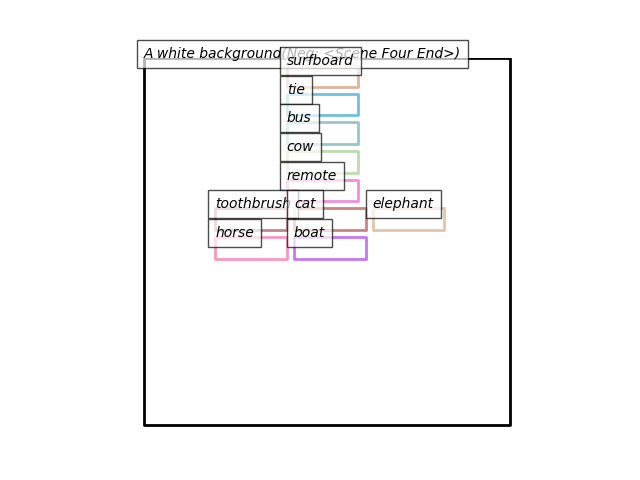 A white background(Neg: <Scene Four End>)
surfboard
tie
bus
cow
remote
toothbrush cat elephant
horse boat